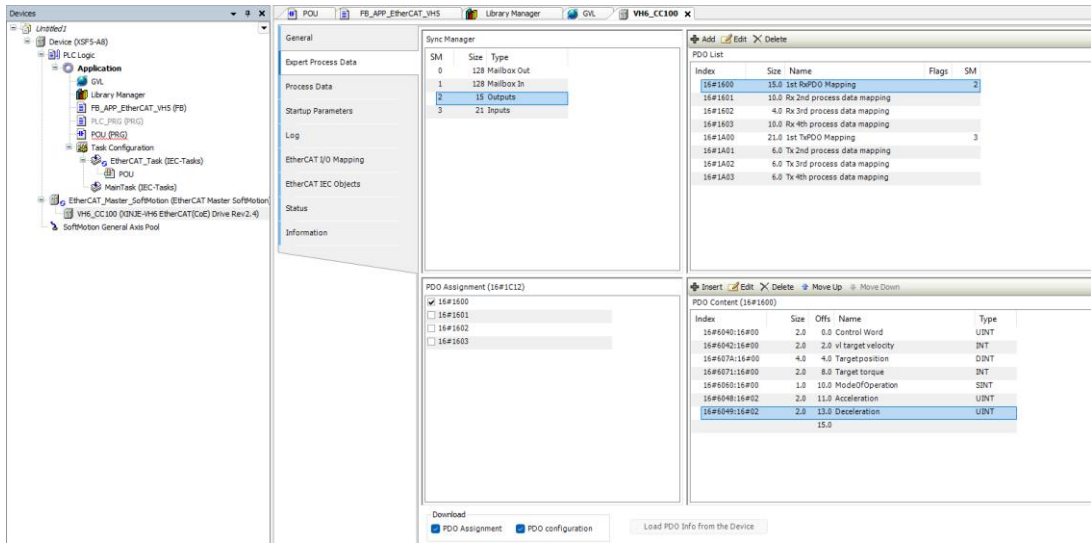 Devices
POU
FB_APP_EtherCAT_VH5
Library Manager
GVL
VH6_CC100
Untitled1
Device (XSF5-A8)
PLC Logic
Application
GVL
Library Manager
FB_APP_EtherCAT_VH5 (FB)
PLC_PRG (PRG)
POU (PRG)
Task Configuration
EtherCAT_Task (IEC-Tasks)
POU
MainTask (IEC-Tasks)
EtherCAT_Master_SoftMotion (EtherCAT Master SoftMotion)
VH6_CC100 (XINJE-VH6 EtherCAT(CoE) Drive Rev2.4)
SoftMotion General Axis Pool
General
Expert Process Data
Process Data
Startup Parameters
Log
EtherCAT I/O Mapping
EtherCAT IEC Objects
Status
Information
Sync Manager
SM Size Type
0 128 Mailbox Out
1 128 Mailbox In
2 15 Outputs
3 21 Inputs
Add Edit Delete
PDO List
Index Size Name Flags SM
16#1600 15.0 1st RxPDO Mapping 2
16#1601 10.0 Rx 2nd process data mapping
16#1602 4.0 Rx 3rd process data mapping
16#1603 10.0 Rx 4th process data mapping
16#1A00 21.0 1st TxPDO Mapping 3
16#1A01 6.0 Tx 2nd process data mapping
16#1A02 6.0 Tx 3rd process data mapping
16#1A03 6.0 Tx 4th process data mapping
PDO Assignment (16#1C12)
16#1600
16#1601
16#1602
16#1603
Insert Edit Delete Move Up Move Down
PDO Content (16#1600)
Index Size Offs Name Type
16#6040:16#00 2.0 0.0 Control Word UINT
16#6042:16#00 2.0 2.0 vl target velocity INT
16#607A:16#00 4.0 4.0 Targetposition DINT
16#6071:16#00 2.0 8.0 Target torque INT
16#6060:16#00 1.0 10.0 ModeOfOperation SINT
16#6048:16#02 2.0 11.0 Acceleration UINT
16#6049:16#02 2.0 13.0 Deceleration UINT
15.0
Download
PDO Assignment
PDO configuration
Load PDO Info from the Device